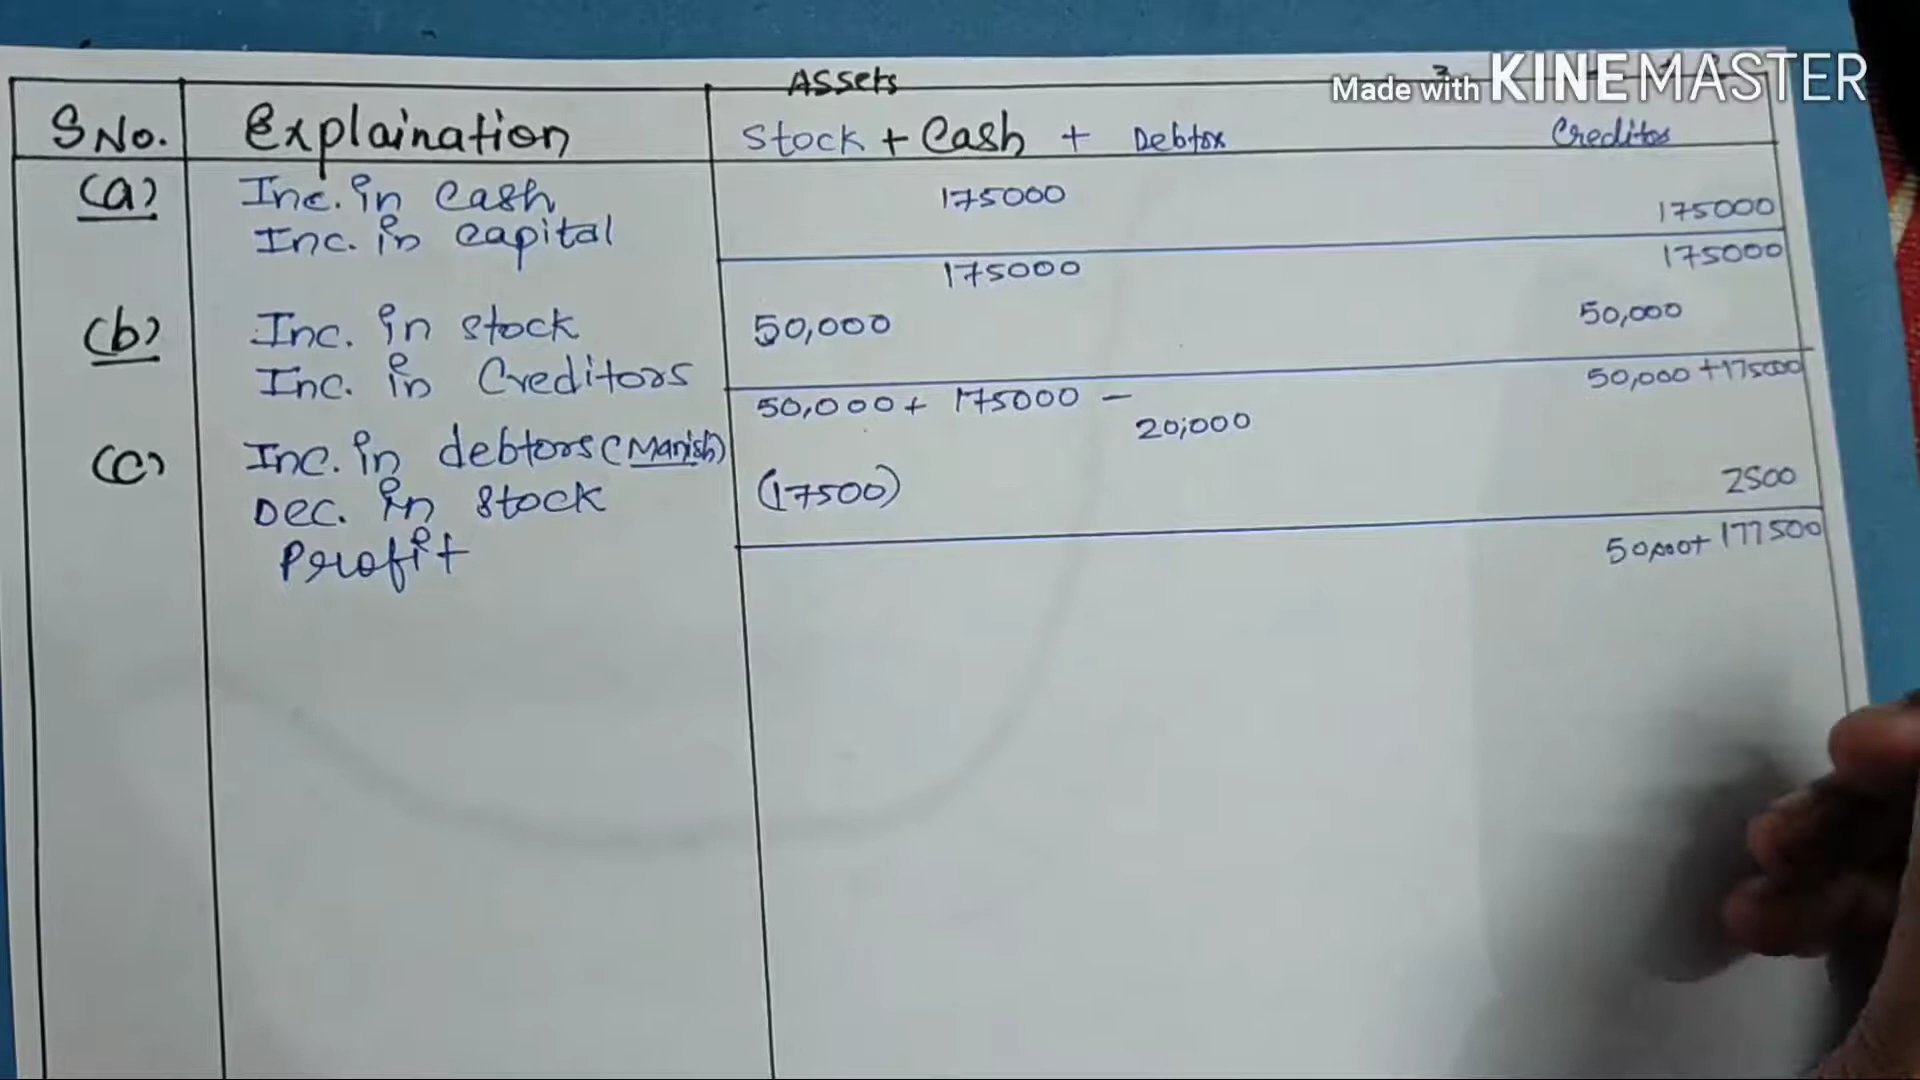 Assets
Made with KINEMASTER
S No. Explaination Stock + Cash + Debtor Creditor
(a) Inc. in cash 175000
Inc. in capital 175000
175000 175000
(b) Inc. in stock 50,000 50,000
Inc. in Creditors
50,000 + 175000 - 50,000 + 175000
(c) Inc. in debtors (Manish) 20,000
Dec. in stock (17500) 2500
Profit
50,000 + 177500